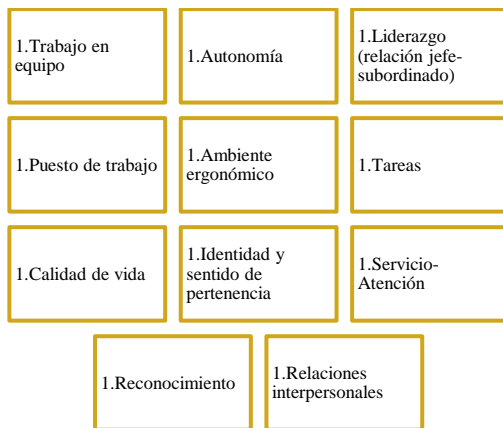 1.Trabajo en
equipo
1.Autonomía
1.Liderazgo
(relación jefe-
subordinado)
1.Puesto de trabajo
1.Ambiente
ergonómico
1.Tareas
1.Calidad de vida
1.Identidad y
sentido de
pertenencia
1.Servicio-
Atención
1.Reconocimiento
1.Relaciones
interpersonales